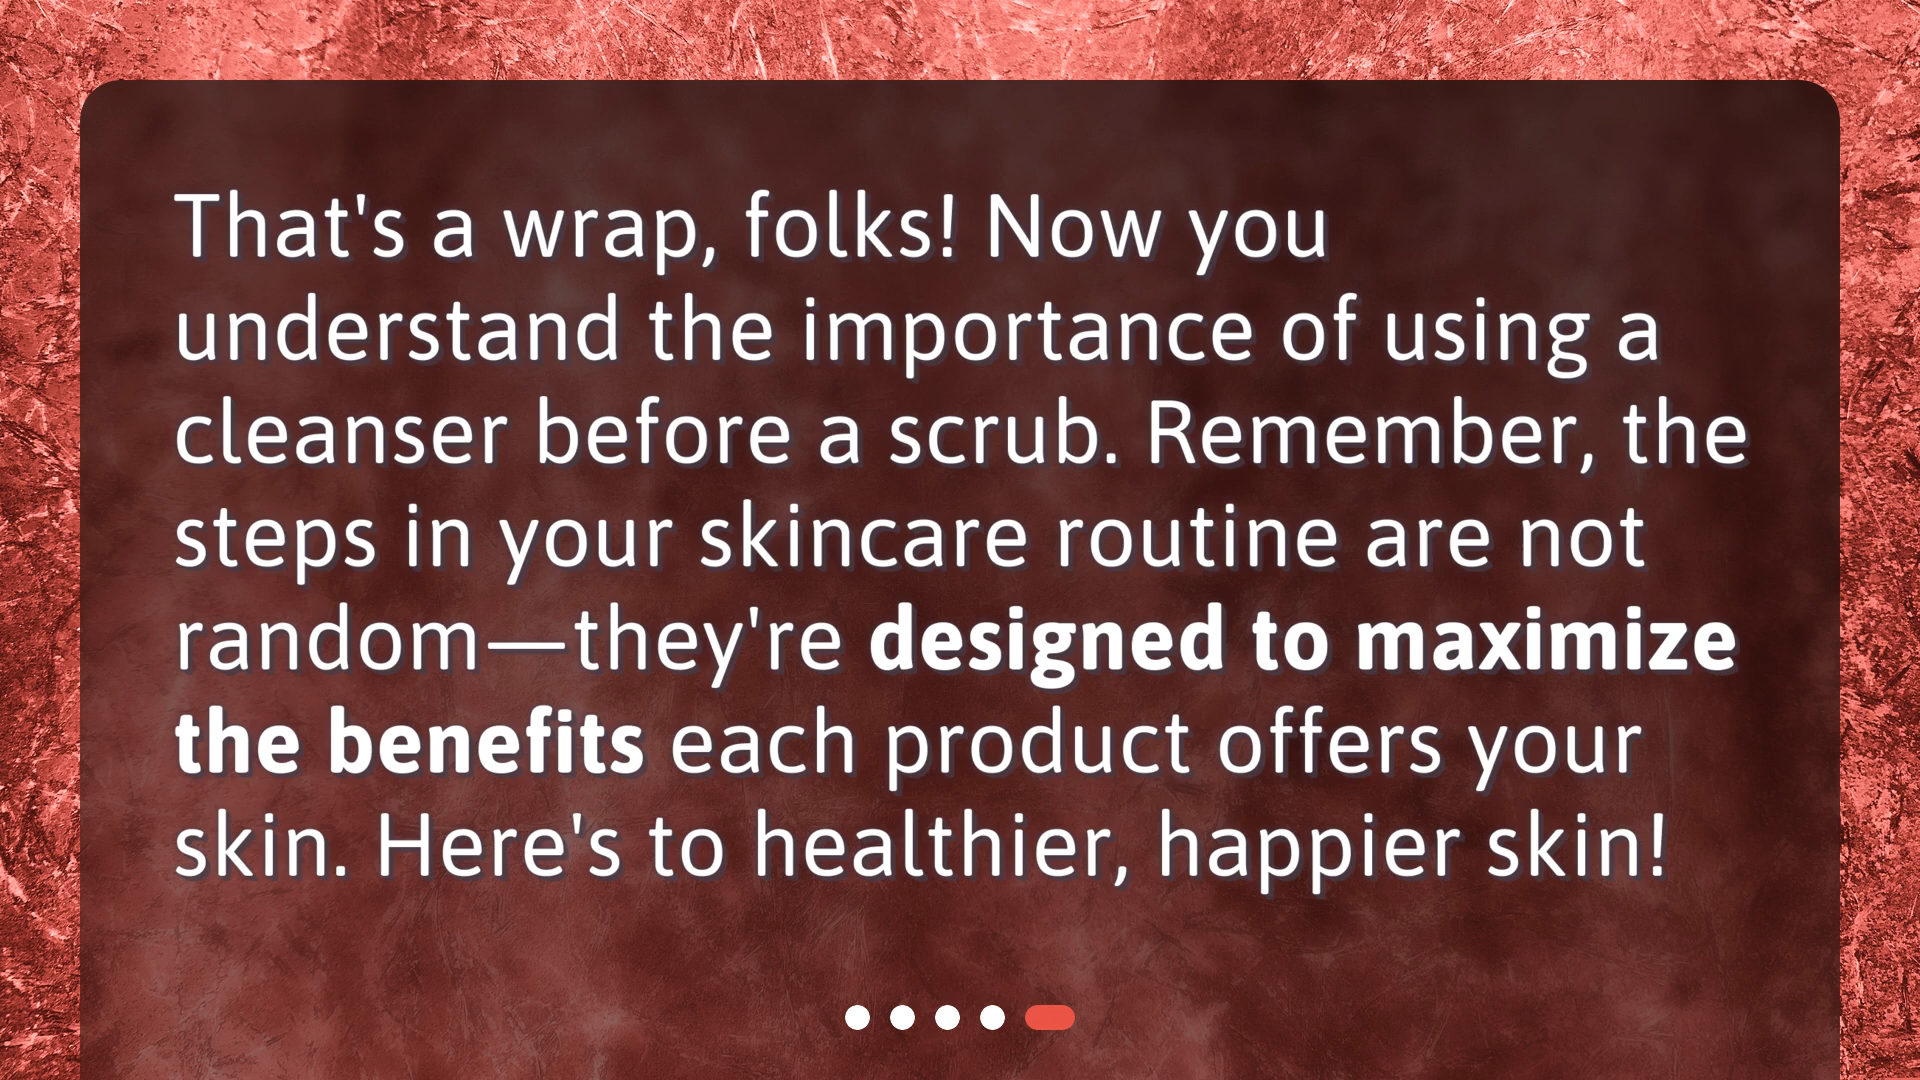 That's a wrap, folks! Now you
understand the importance of using a
cleanser before a scrub. Remember, the
steps in your skincare routine are not
random—they're designed to maximize
the benefits each product offers your
skin. Here's to healthier, happier skin!